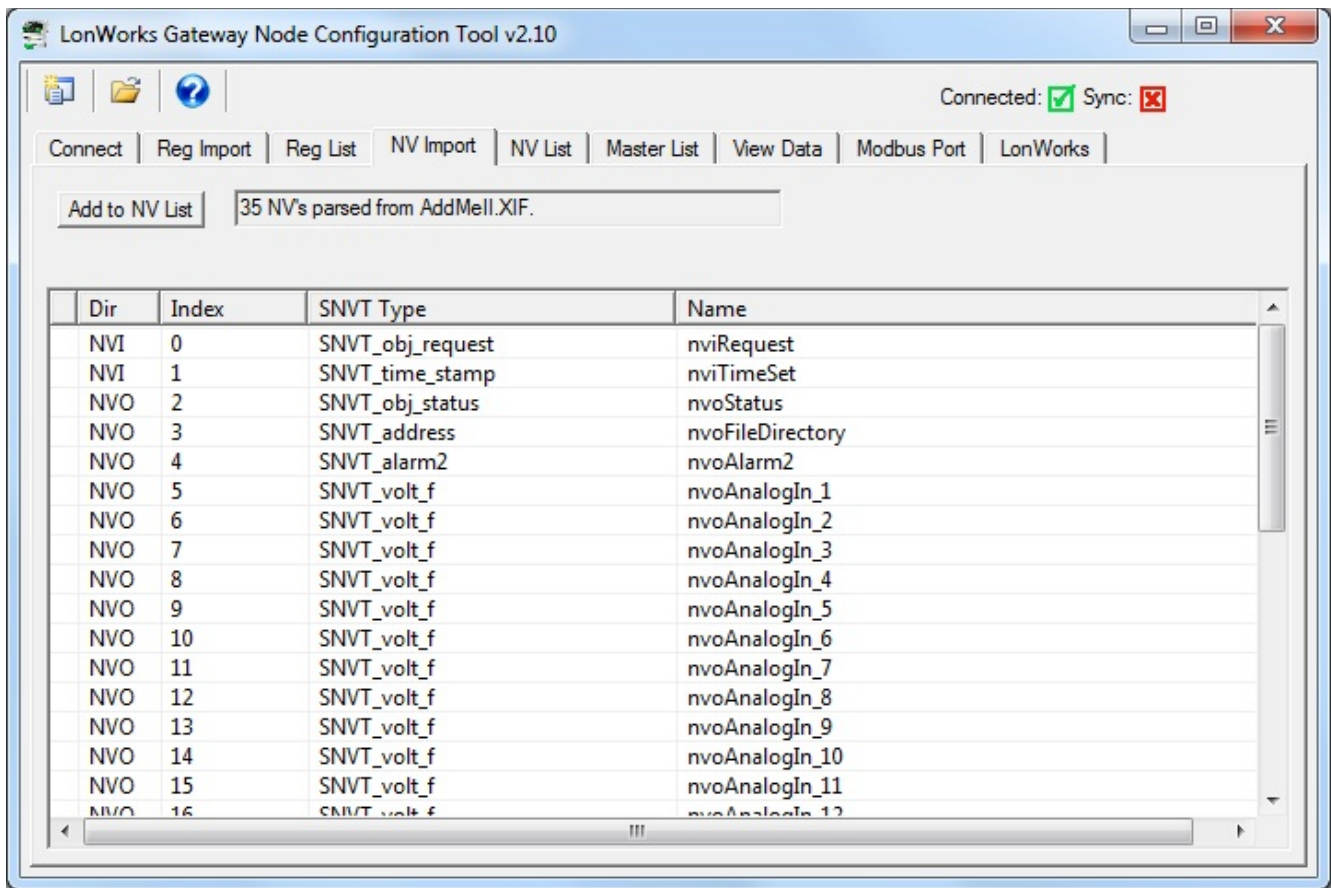 LonWorks Gateway Node Configuration Tool v2.10
Connected: Sync:
Connect Reg Import Reg List NV Import NV List Master List View Data Modbus Port LonWorks
Add to NV List 35 NV's parsed from AddMeII.XIF.
Dir Index SNVT Type Name
NVI 0 SNVT_obj_request nviRequest
NVI 1 SNVT_time_stamp nviTimeSet
NVO 2 SNVT_obj_status nvoStatus
NVO 3 SNVT_address nvoFileDirectory
NVO 4 SNVT_alarm2 nvoAlarm2
NVO 5 SNVT_volt_f nvoAnalogIn_1
NVO 6 SNVT_volt_f nvoAnalogIn_2
NVO 7 SNVT_volt_f nvoAnalogIn_3
NVO 8 SNVT_volt_f nvoAnalogIn_4
NVO 9 SNVT_volt_f nvoAnalogIn_5
NVO 10 SNVT_volt_f nvoAnalogIn_6
NVO 11 SNVT_volt_f nvoAnalogIn_7
NVO 12 SNVT_volt_f nvoAnalogIn_8
NVO 13 SNVT_volt_f nvoAnalogIn_9
NVO 14 SNVT_volt_f nvoAnalogIn_10
NVO 15 SNVT_volt_f nvoAnalogIn_11
NVO 16 SNVT_volt_f nvoAnalogIn_12